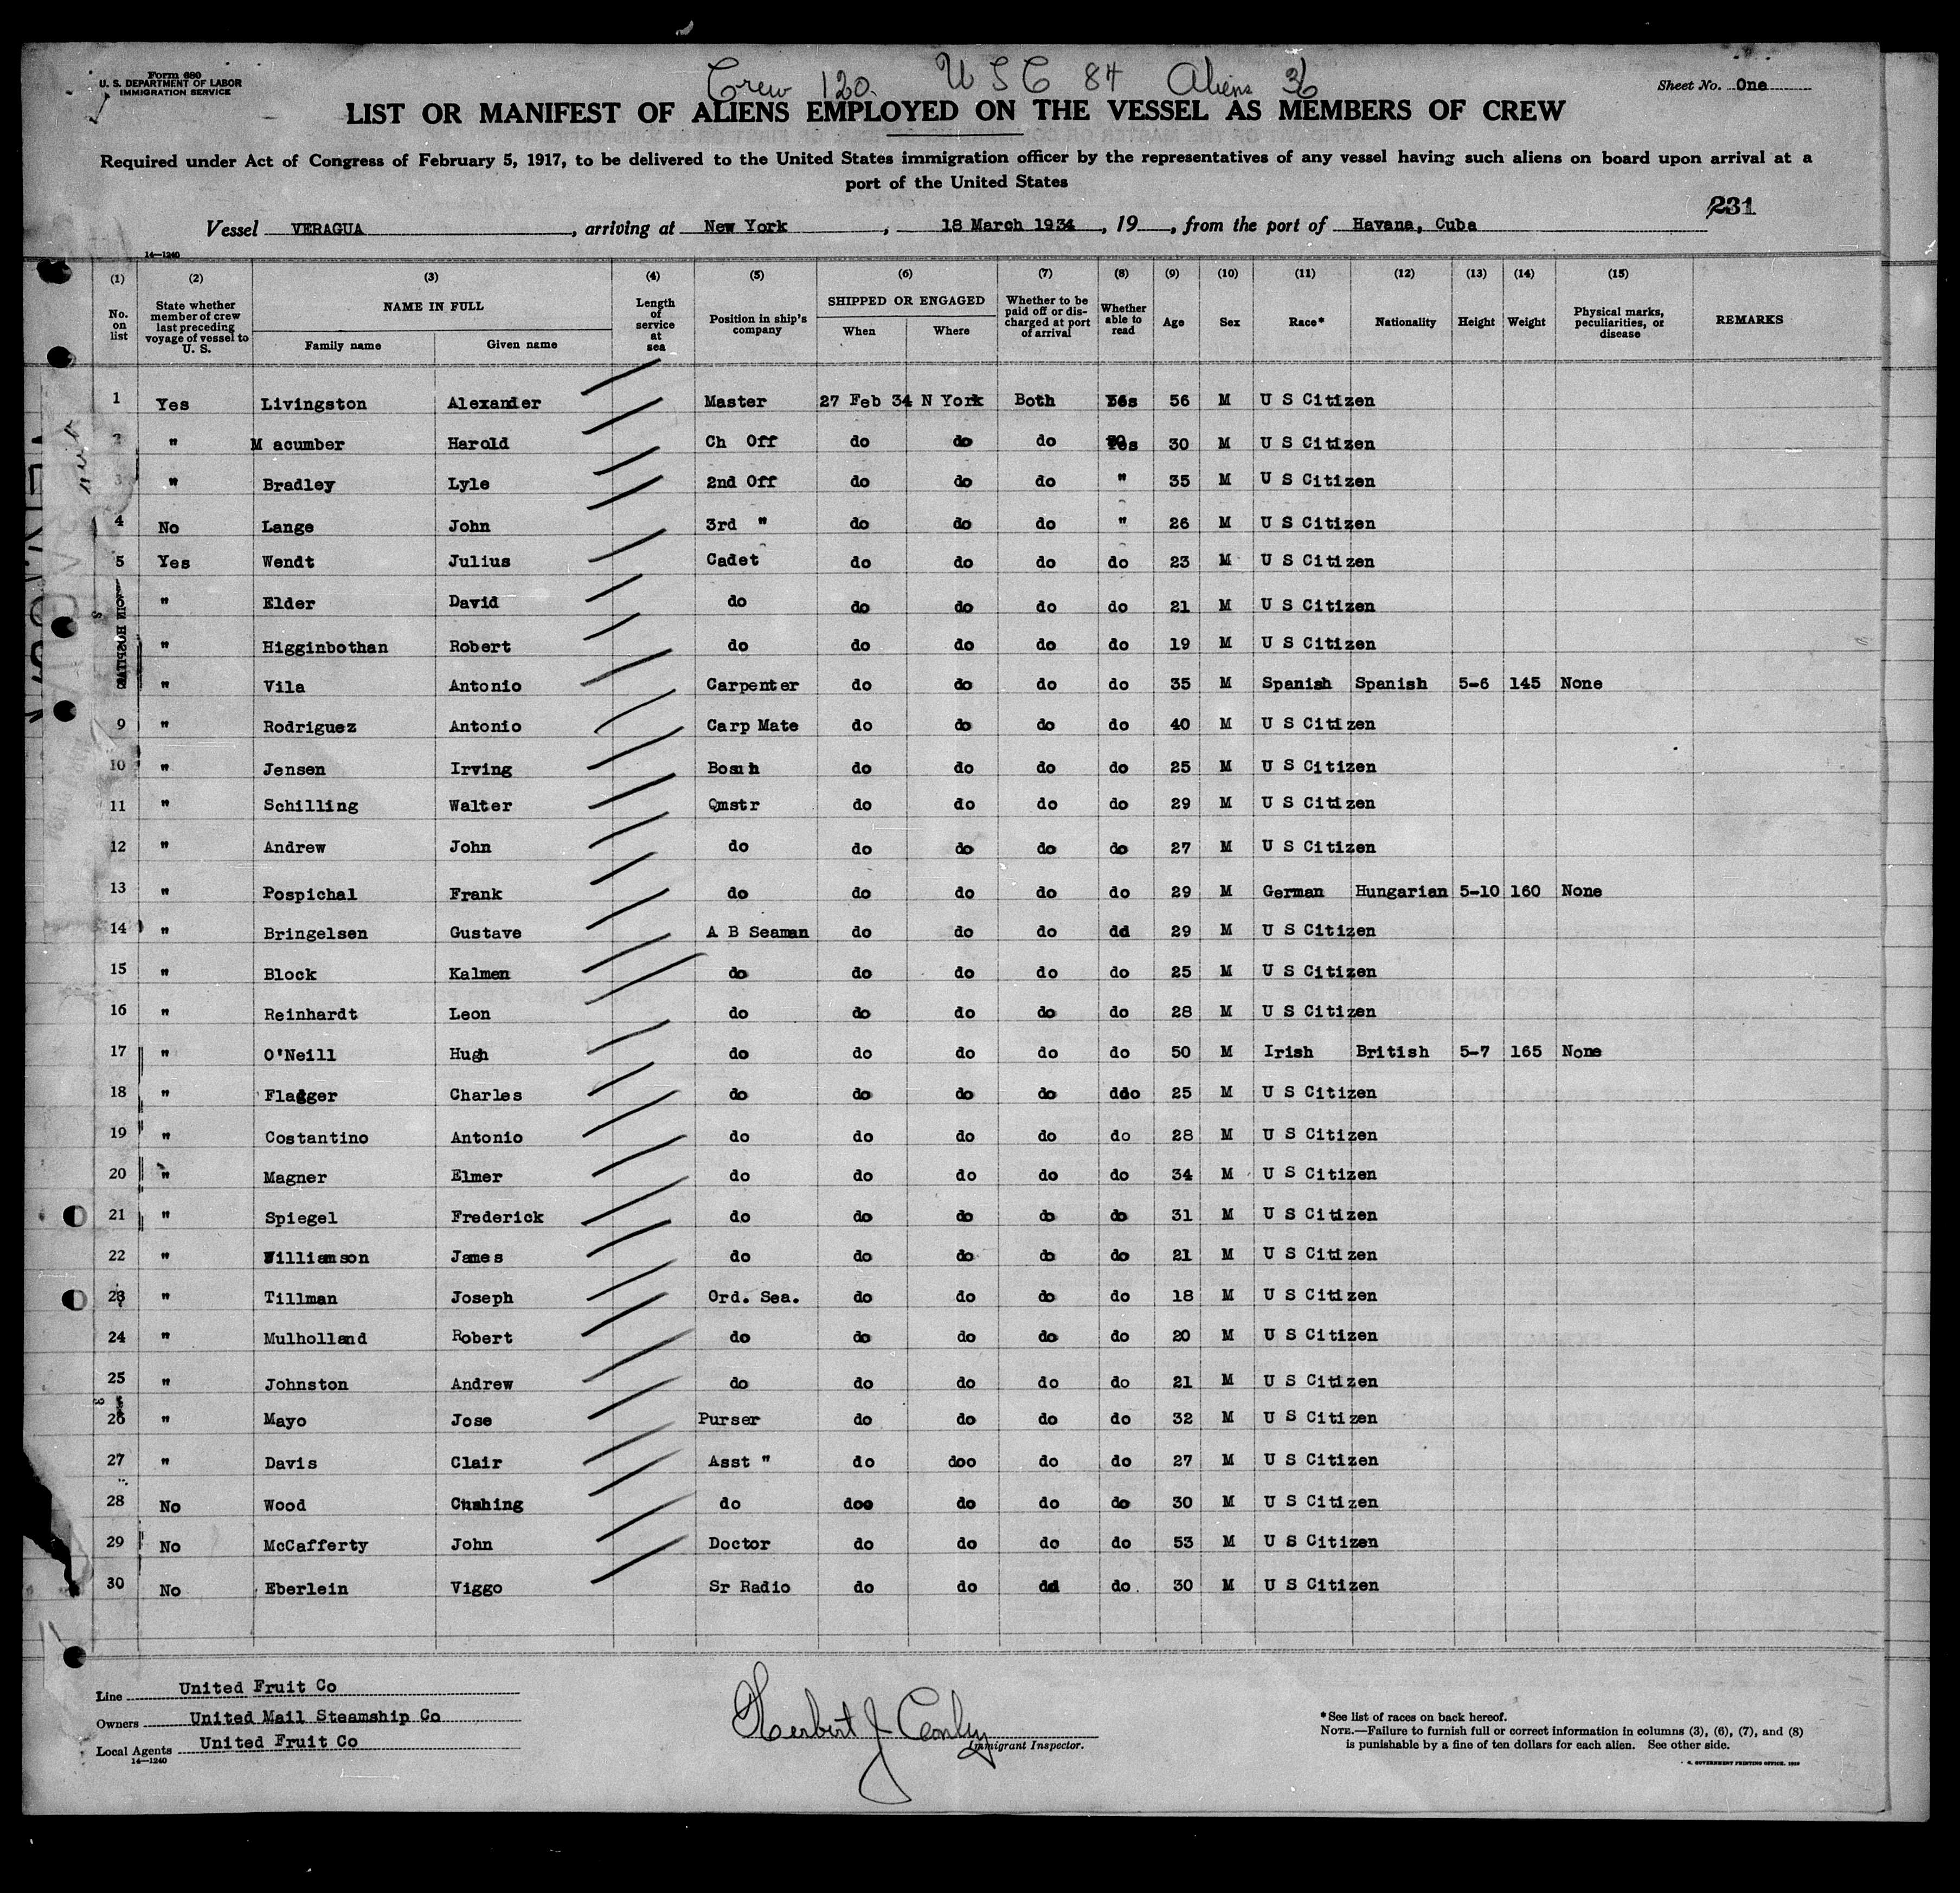 Form 680
U. S. DEPARTMENT OF LABOR
IMMIGRATION SERVICE
Crew 120. U S C 84 Aliens 36
Sheet No. One
LIST OR MANIFEST OF ALIENS EMPLOYED ON THE VESSEL AS MEMBERS OF CREW
Required under Act of Congress of February 5, 1917, to be delivered to the United States immigration officer by the representatives of any vessel having such aliens on board upon arrival at a
port of the United States
231
Vessel VERAGUA, arriving at New York, 18 March 1934, 19, from the port of Havana, Cuba
14—1240
(1) (2) (3) (4) (5) (6) (7) (8) (9) (10) (11) (12) (13) (14) (15)
No. on list State whether member of crew last preceding voyage of vessel to U. S. NAME IN FULL Family name Given name Length of service at sea Position in ship's company SHIPPED OR ENGAGED When Where Whether to be paid off or discharged at port of arrival Whether able to read Age Sex Race* Nationality Height Weight Physical marks, peculiarities, or disease REMARKS
1 Yes Livingston Alexander Master 27 Feb 34 N York Both Yes 56 M U S Citizen
2 " M acumber Harold Ch Off do do do Yes 30 M U S Citizen
3 " Bradley Lyle 2nd Off do do do " 35 M U S Citizen
4 No Lange John 3rd " do do do " 26 M U S Citizen
5 Yes Wendt Julius Cadet do do do do 23 M U S Citizen
" Elder David do do do do do 21 M U S Citizen
" Higginbothan Robert do do do do do 19 M U S Citizen
" Vila Antonio Carpenter do do do do 35 M Spanish Spanish 5-6 145 None
9 " Rodriguez Antonio Carp Mate do do do do 40 M U S Citizen
10 " Jensen Irving do do do do 25 M U S Citizen
11 " Schilling Walter Qmstr do do do do 29 M U S Citizen
12 " Andrew John do do do do do 27 M U S Citizen
13 " Pospichal Frank do do do do do 29 M German Hungarian 5-10 160 None
14 " Bringelsen Gustave A B Seaman do do do dd 29 M U S Citizen
15 " Block Kalmen do do do do do 25 M U S Citizen
16 " Reinhardt Leon do do do do do 28 M U S Citizen
17 " O'Neill Hugh do do do do do 50 M Irish British 5-7 165 None
18 " Flagger Charles do do do do ddo 25 M U S Citizen
19 " Costantino Antonio do do do do do 28 M U S Citizen
20 " Magner Elmer do do do do do 34 M U S Citizen
21 " Spiegel Frederick do do do do do 31 M U S Citizen
22 " Williamson James do do do do do 21 M U S Citizen
23 " Tillman Joseph Ord. Sea. do do do do 18 M U S Citizen
24 " Mulholland Robert do do do do do 20 M U S Citizen
25 " Johnston Andrew do do do do do 21 M U S Citizen
26 " Mayo Jose Purser do do do do 32 M U S Citizen
27 " Davis Clair Asst " do doo do do 27 M U S Citizen
28 No Wood Cushing do doo do do do 30 M U S Citizen
29 No McCafferty John Doctor do do do do 53 M U S Citizen
30 No Eberlein Viggo Sr Radio do do dd do. 30 M U S Citizen
Line United Fruit Co
Owners United Mail Steamship Co
Local Agents United Fruit Co
14—1240
Herbert J Conly
Immigrant Inspector.
*See list of races on back hereof.
NOTE.—Failure to furnish full or correct information in columns (3), (6), (7), and (8)
is punishable by a fine of ten dollars for each alien. See other side.